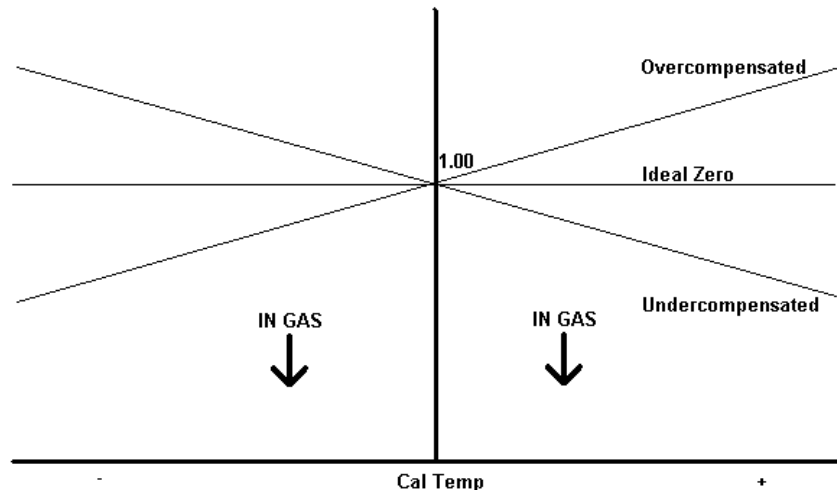 Overcompensated
1.00
Ideal Zero
Undercompensated
IN GAS
IN GAS
-
Cal Temp
+